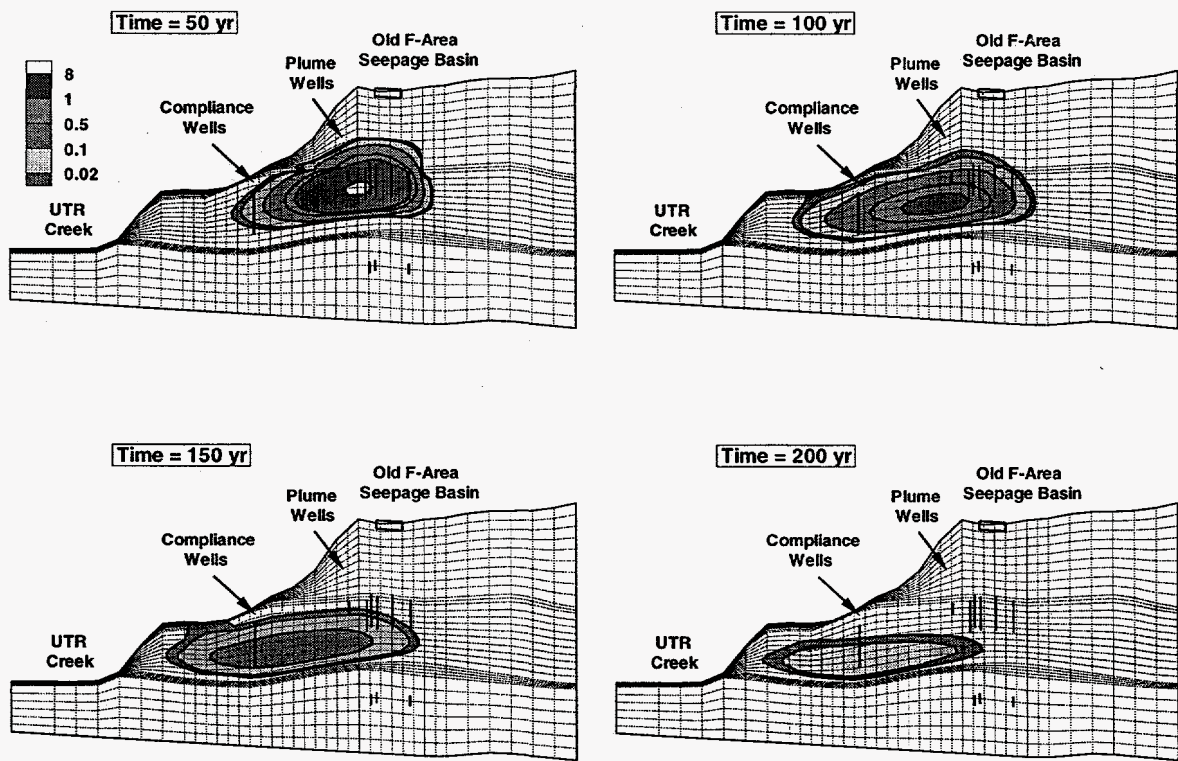 Time = 50 yr
Old F-Area
Seepage Basin
Plume
Wells
Compliance
Wells
8
1
0.5
0.1
0.02
UTR
Creek
Time = 100 yr
Old F-Area
Seepage Basin
Plume
Wells
Compliance
Wells
UTR
Creek
Time = 150 yr
Old F-Area
Seepage Basin
Plume
Wells
Compliance
Wells
UTR
Creek
Time = 200 yr
Old F-Area
Seepage Basin
Plume
Wells
Compliance
Wells
UTR
Creek